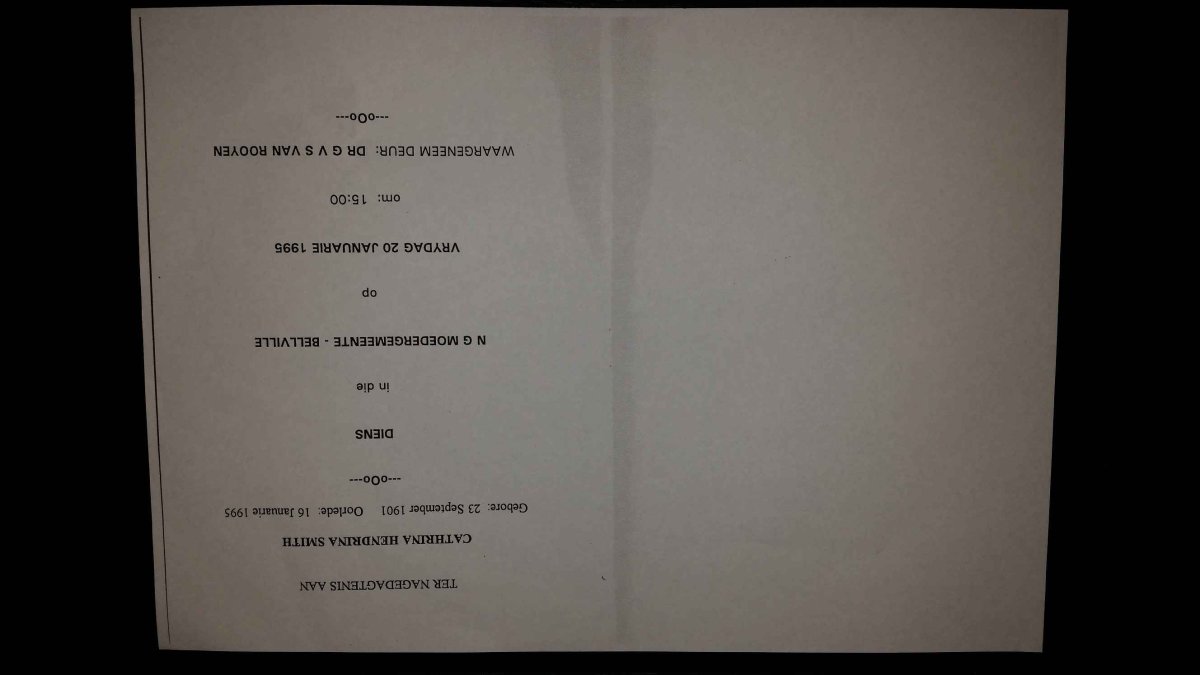 TER NAGEDAGTENIS AAN
CATHRINA HENDRINA SMITH
Gebore: 23 September 1901 Oorlede: 16 Januarie 1995
---oOo---
DIENS
in die
N G MOEDERGEMEENTE - BELLVILLE
op
VRYDAG 20 JANUARIE 1995
om: 15:00
WAARGENEEM DEUR: DR G V S VAN ROOYEN
---oOo---